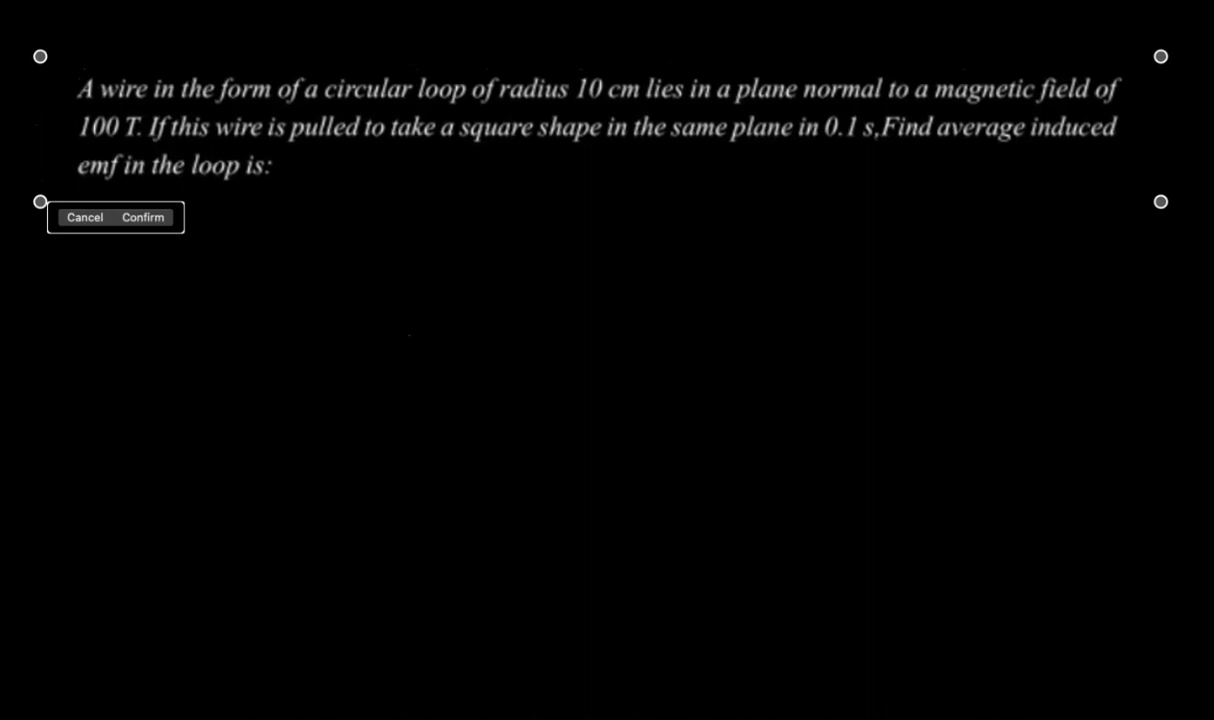 A wire in the form of a circular loop of radius 10 cm lies in a plane normal to a magnetic field of
100 T. If this wire is pulled to take a square shape in the same plane in 0.1 s,Find average induced
emf in the loop is:
Cancel Confirm